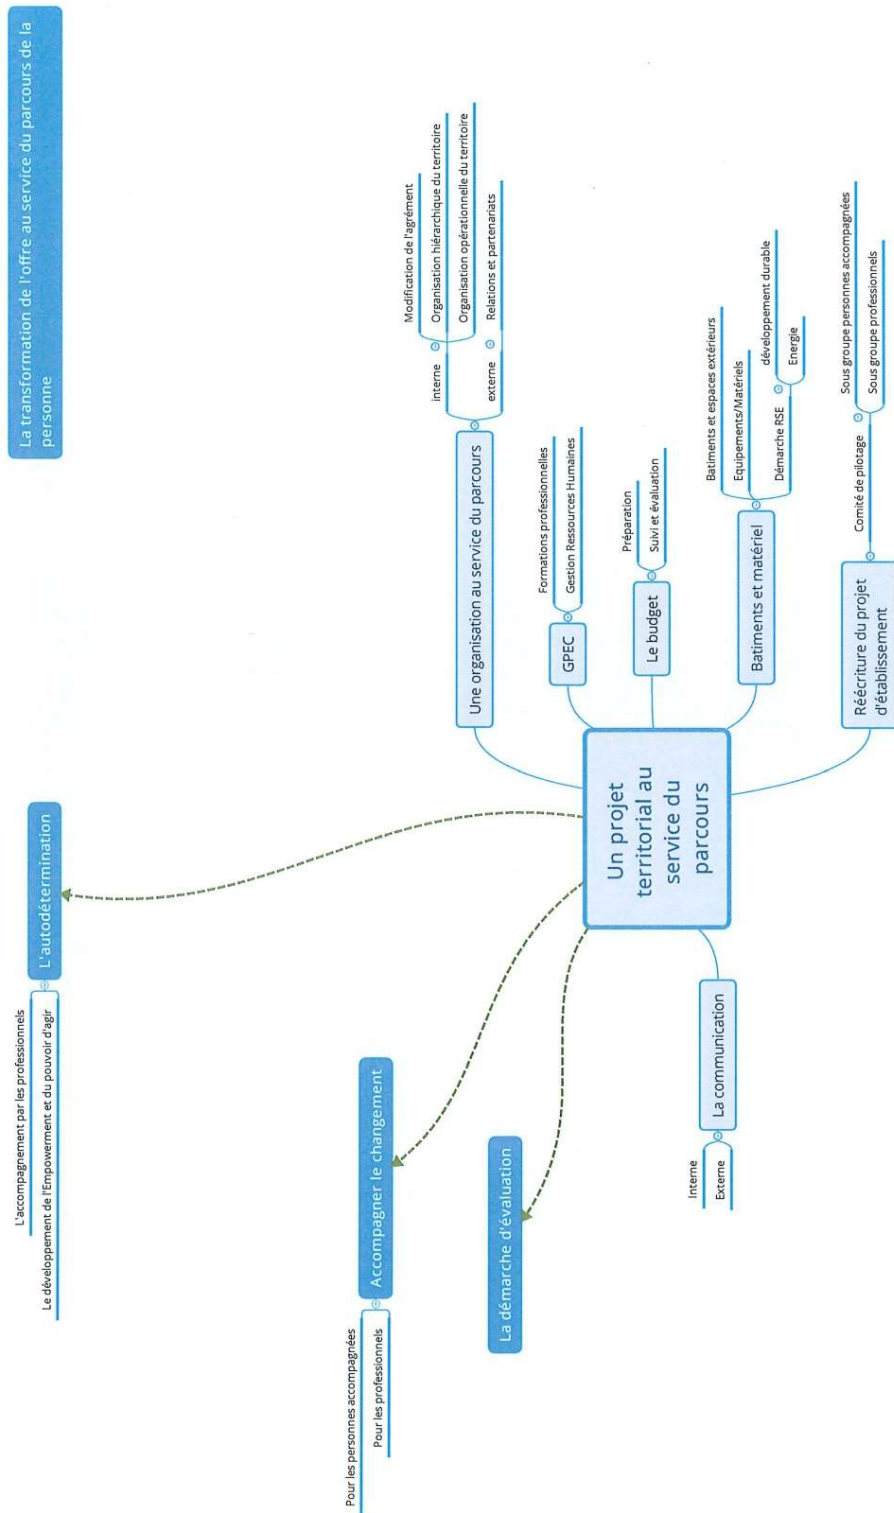 La transformation de l'offre au service du parcours de la
personne
L'autodétermination
L'accompagnement par les professionnels
Le développement de l'Empowerment et du pouvoir d'agir
Accompagner le changement
Pour les personnes accompagnées
Pour les professionnels
La démarche d'évaluation
La communication
Interne
Externe
Un projet
territorial au
service du
parcours
Une organisation au service du parcours
interne
Modification de l'agrément
Organisation hiérarchique du territoire
Organisation opérationnelle du territoire
externe
Relations et partenariats
GPEC
Formations professionnelles
Gestion Ressources Humaines
Le budget
Préparation
Suivi et évaluation
Batiments et matériel
Batiments et espaces extérieurs
Equipements/Matériels
Démarche RSE
développement durable
Energie
Réécriture du projet
d'établissement
Comité de pilotage
Sous groupe personnes accompagnées
Sous groupe professionnels